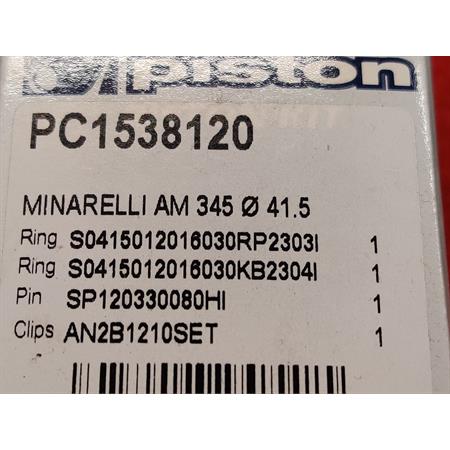 piston
PC1538120
MINARELLI AM 345 Ø 41.5
Ring S0415012016030RP2303I 1
Ring S0415012016030KB2304I 1
Pin SP120330080HI 1
Clips AN2B1210SET 1